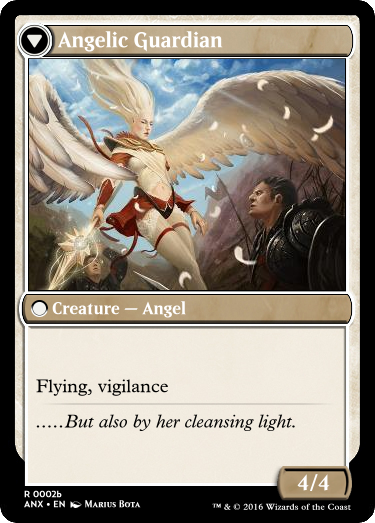 Angelic Guardian
Creature — Angel
Flying, vigilance
.....But also by her cleansing light.
4/4
R 0002b
ANX • EN Marius Bota
™ & © 2016 Wizards of the Coast